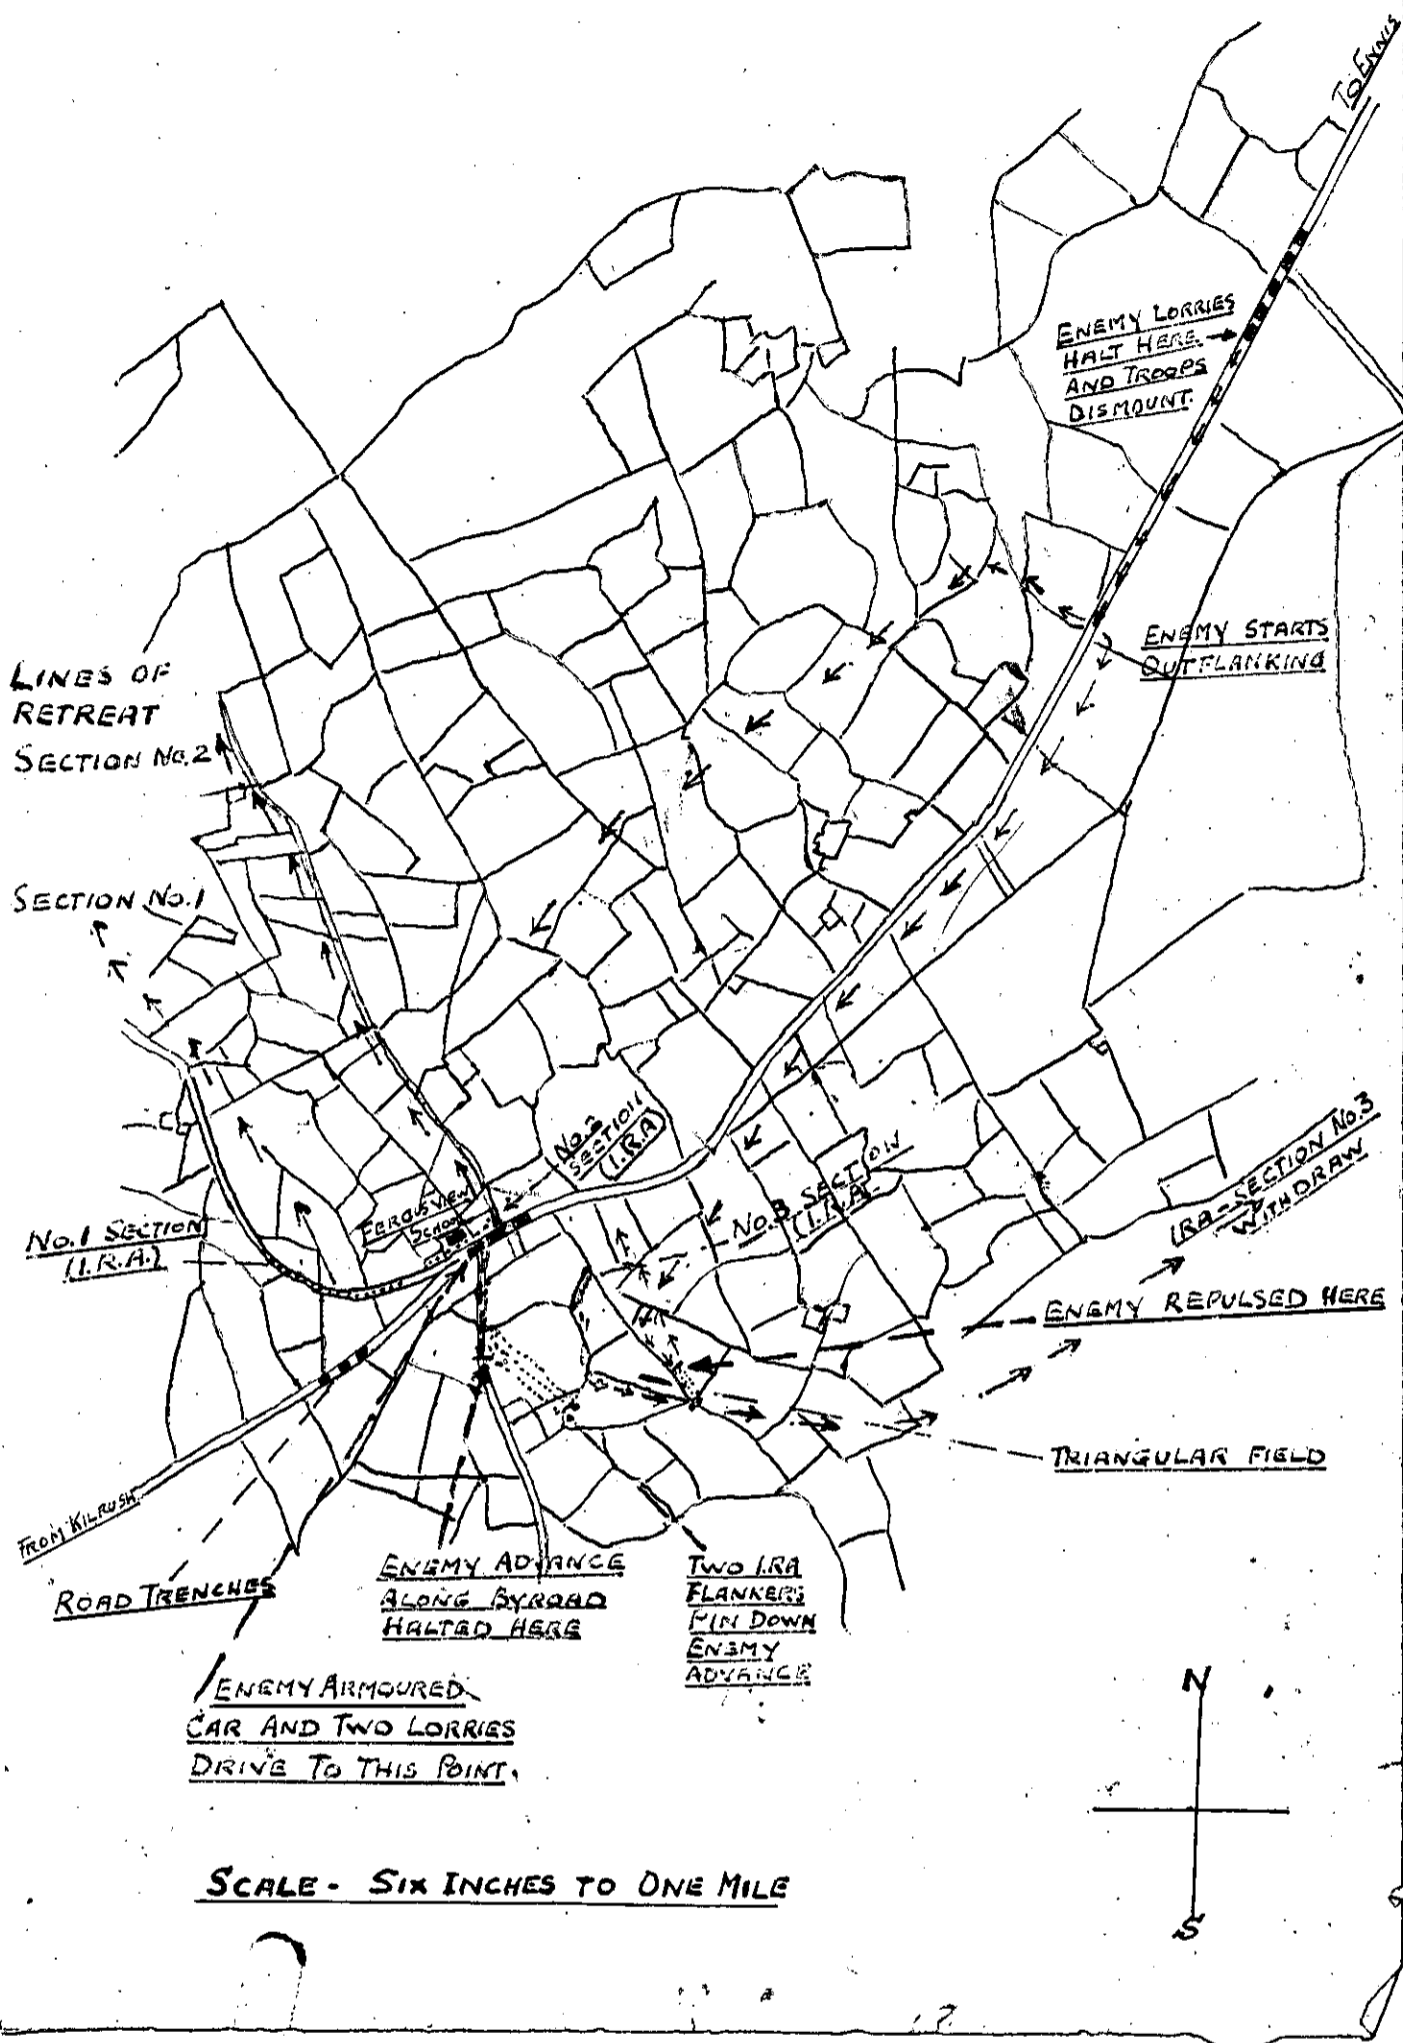 TO ENNIS
ENEMY LORRIES
HALT HERE
AND TROOPS
DISMOUNT.
ENEMY STARTS
OUTFLANKING
LINES OF
RETREAT
SECTION No.2
SECTION No.1
No.2
SECTION
(I.R.A)
No.3 SECTION
(I.R.A.
FERGUS VIEW
SCHOOL
No.1 SECTION
(I.R.A.)
IRA-SECTION No.3
WITHDRAW
ENEMY REPULSED HERE
TRIANGULAR FIELD
FROM KILRUSH
ROAD TRENCHES
ENEMY ADVANCE
ALONG BYROAD
HALTED HERE
TWO I.RA
FLANKERS
PIN DOWN
ENEMY
ADVANCE
ENEMY ARMOURED
CAR AND TWO LORRIES
DRIVE TO THIS POINT.
N
S
SCALE - SIX INCHES TO ONE MILE